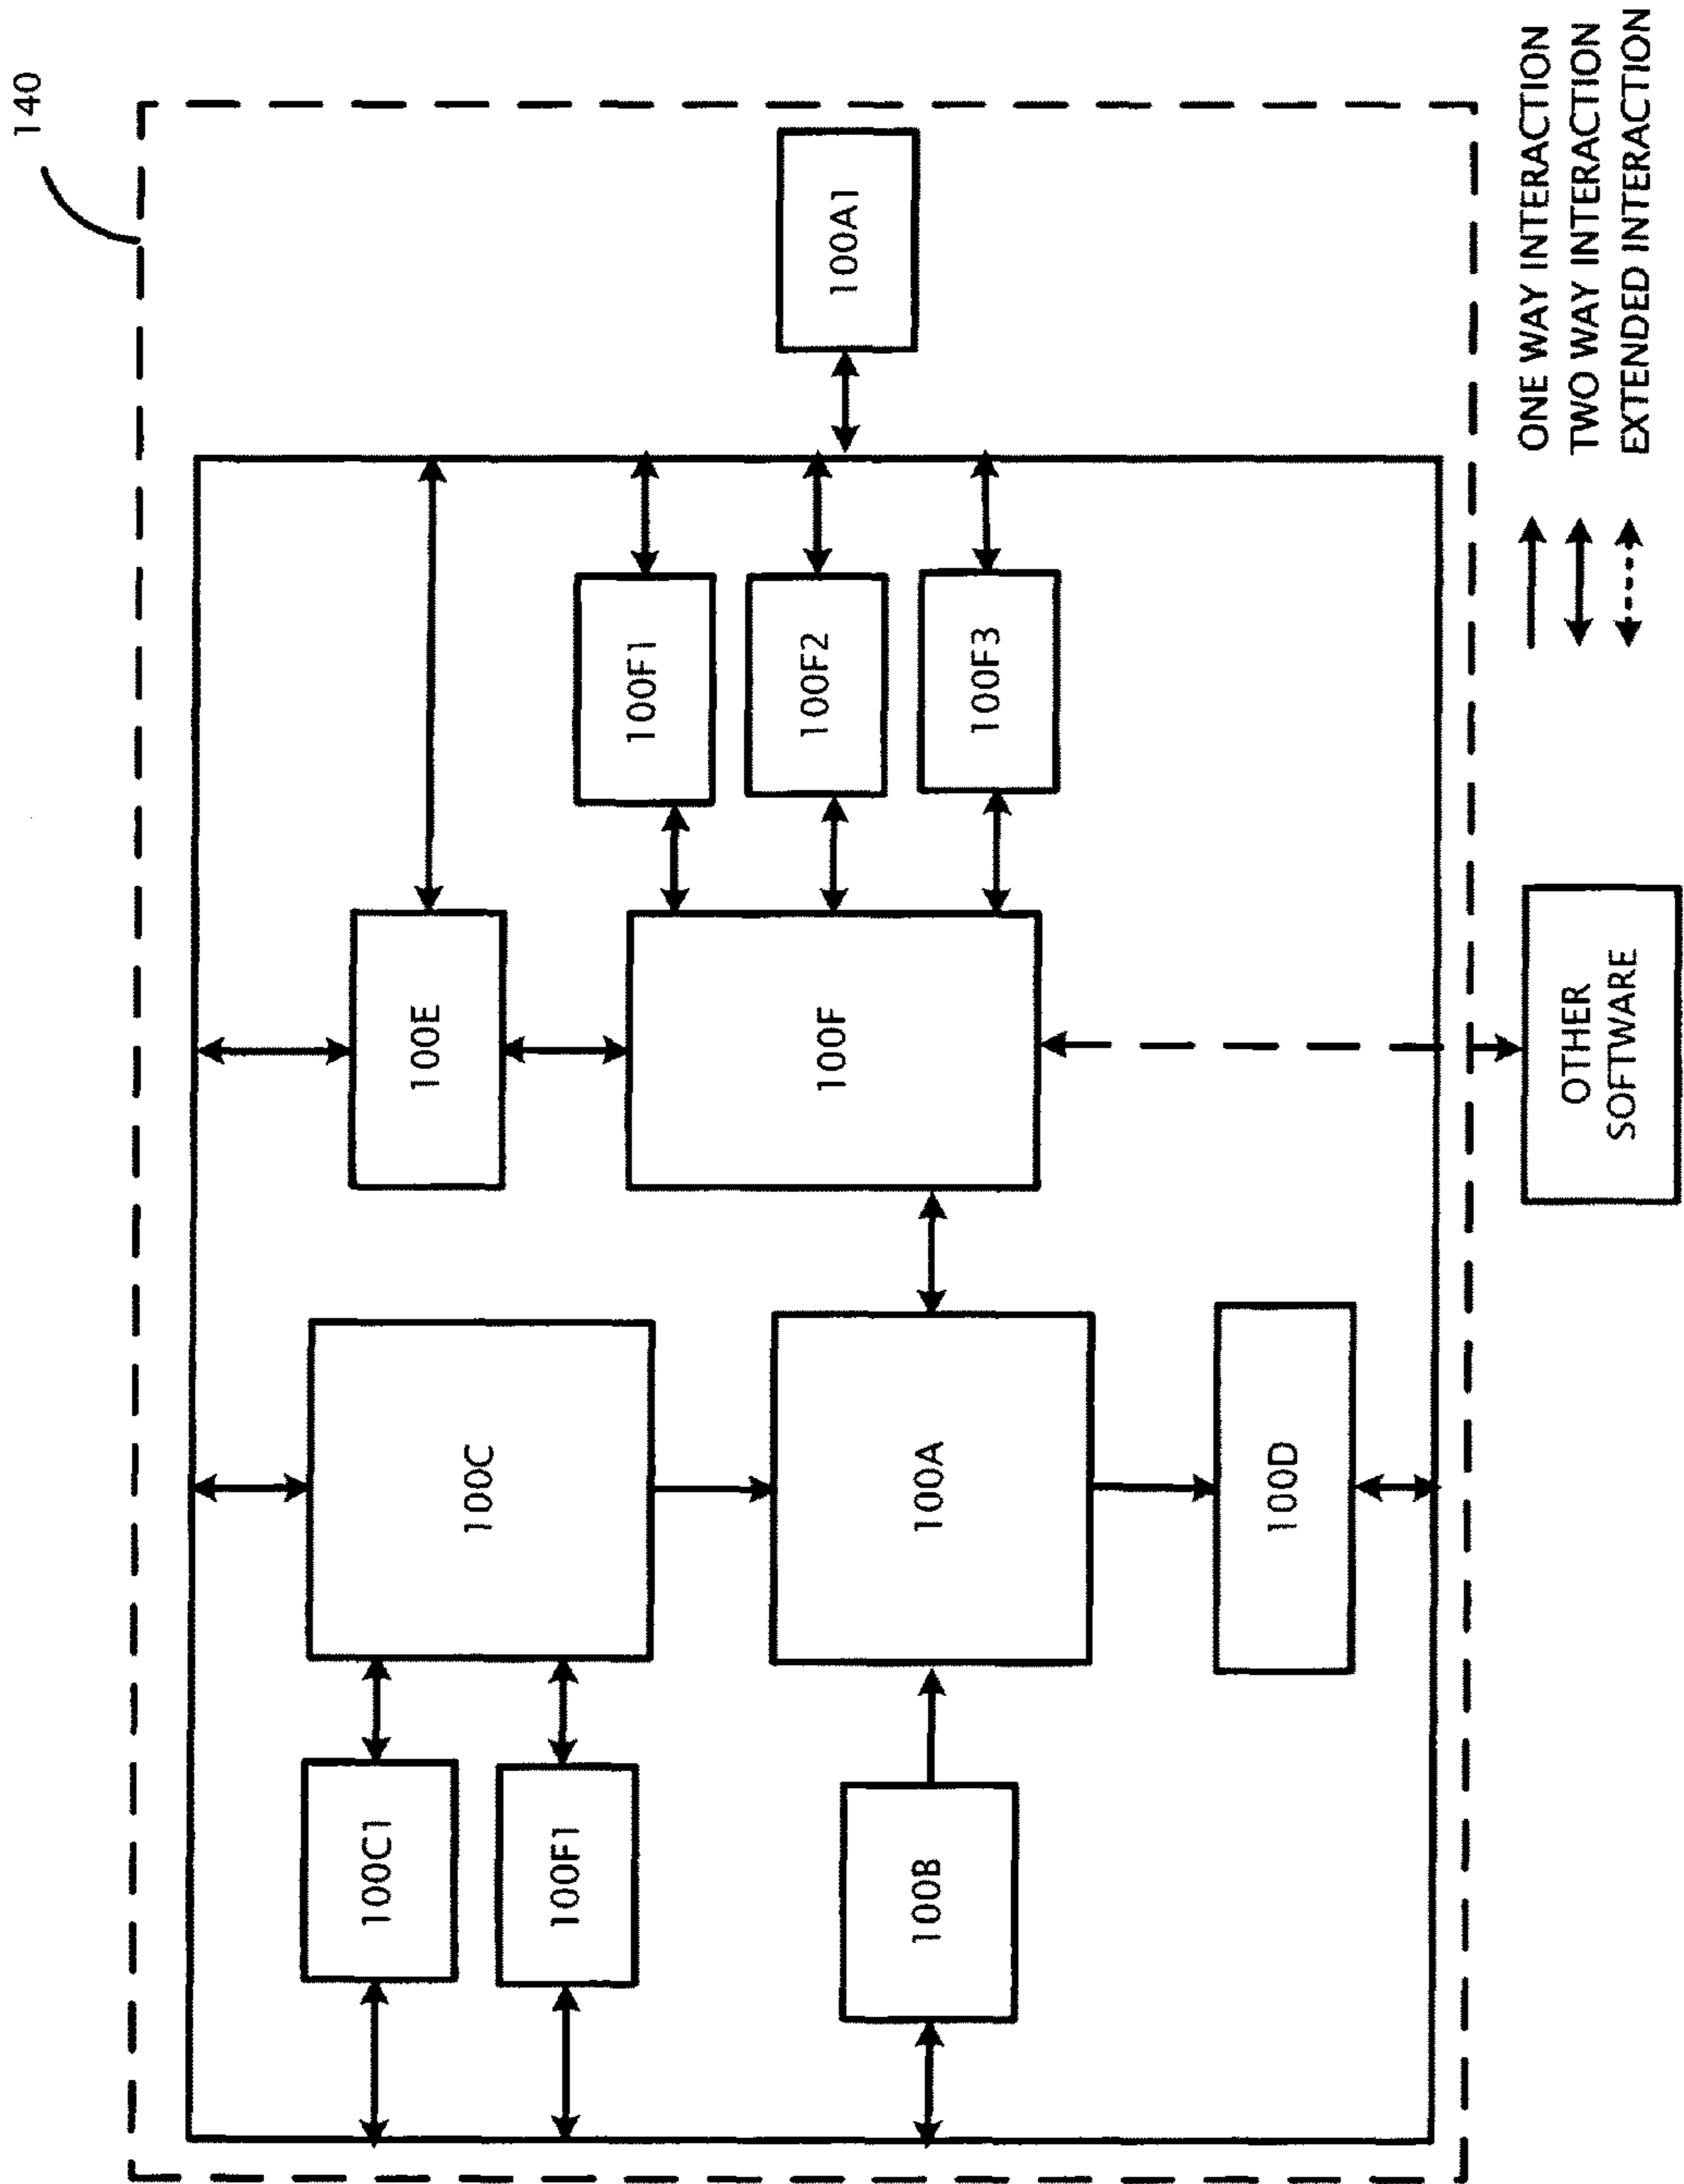 140
100C1
100E
100C
100F1
100F1
100F2
100F
100A1
100B
100A
100F3
100D
OTHER
SOFTWARE
ONE WAY INTERACTION
TWO WAY INTERACTION
EXTENDED INTERACTION